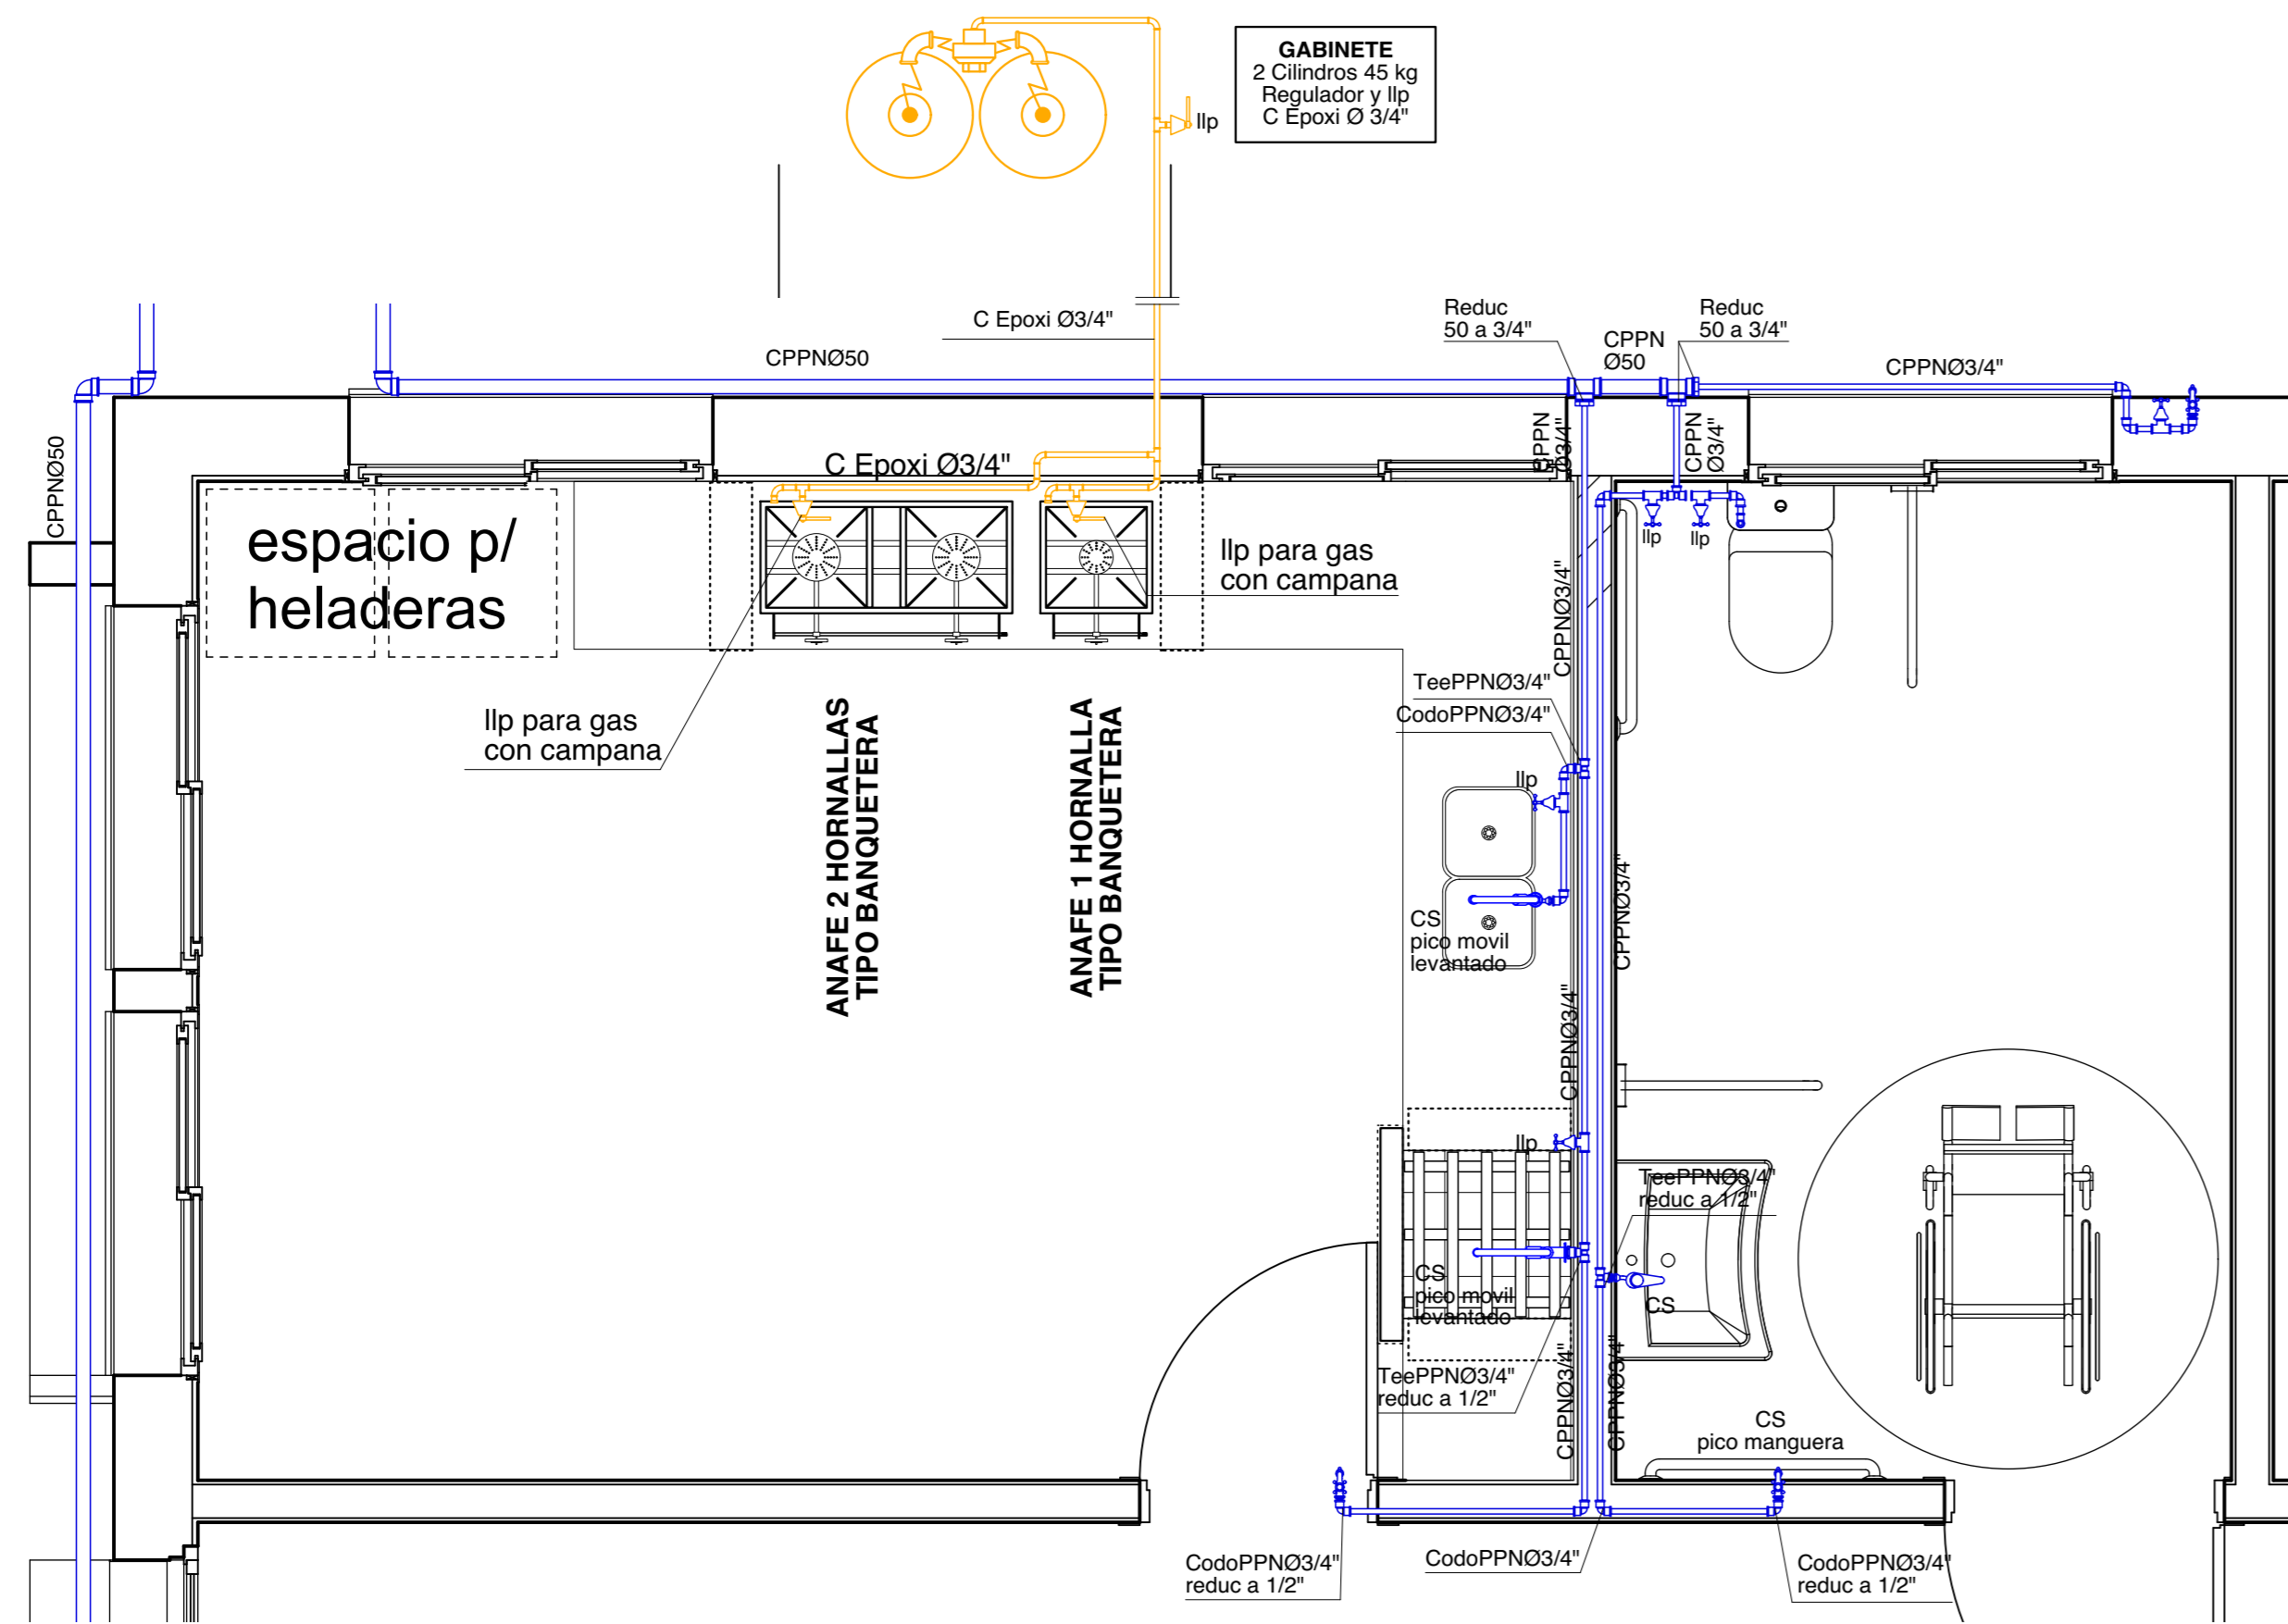 GABINETE
2 Cilindros 45 kg
Regulador y llp
C Epoxi Ø 3/4"
llp
C Epoxi Ø3/4"
CPPNØ50
Reduc
50 a 3/4"
CPPN
Ø50
Reduc
50 a 3/4"
CPPNØ3/4"
CPPNØ50
C Epoxi Ø3/4"
CPPN
Ø3/4"
CPPN
Ø3/4"
espacio p/
heladeras
llp para gas
con campana
llp
llp
CPPNØ3/4"
llp para gas
con campana
ANAFE 2 HORNALLAS
TIPO BANQUETERA
ANAFE 1 HORNALLA
TIPO BANQUETERA
TeePPNØ3/4"
CodoPPNØ3/4"
llp
CPPNØ3/4"
CS
pico movil
levantado
CPPNØ3/4"
llp
TeePPNØ3/4"
reduc a 1/2"
CS
pico movil
levantado
CS
TeePPNØ3/4"
reduc a 1/2"
CPPNØ3/4"
CPPNØ3/4"
CS
pico manguera
CodoPPNØ3/4"
reduc a 1/2"
CodoPPNØ3/4"
CodoPPNØ3/4"
reduc a 1/2"